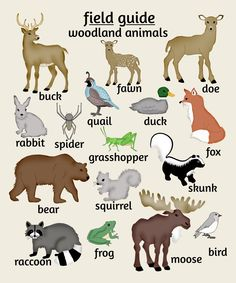 field guide
woodland animals
buck
fawn
doe
quail
duck
rabbit
spider
fox
grasshopper
skunk
bear
squirrel
raccoon
frog
moose
bird